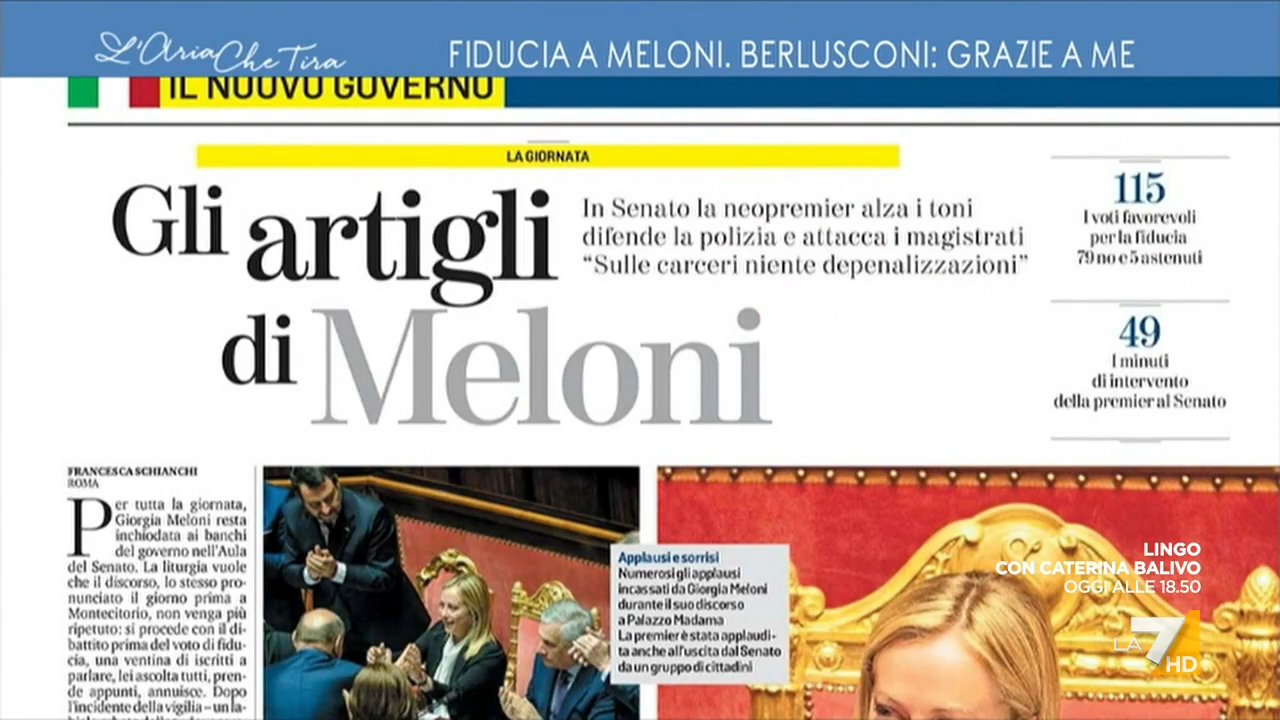 L'Aria Che Tira
FIDUCIA A MELONI. BERLUSCONI: GRAZIE A ME
IL NUOVO GOVERNO
LA GIORNATA
Gli artigli
di Meloni
In Senato la neopremier alza i toni
difende la polizia e attacca i magistrati
“Sulle carceri niente depenalizzazioni”
115
I voti favorevoli
per la fiducia
79 no e 5 astenuti
49
I minuti
di intervento
della premier al Senato
FRANCESCA SCHIANCHI
ROMA
Per tutta la giornata,
Giorgia Meloni resta
inchiodata ai banchi
del governo nell'Aula
del Senato. La liturgia vuole
che il discorso, lo stesso pro-
nunciato il giorno prima a
Montecitorio, non venga più
ripetuto: si procede con il di-
battito prima del voto di fidu-
cia, una ventina di iscritti a
parlare, lei ascolta tutti, pren-
de appunti, annuisce. Dopo
l'incidente della vigilia – un la-
Applausi e sorrisi
Numerosi gli applausi
incassati da Giorgia Meloni
durante il suo discorso
a Palazzo Madama
La premier è stata applaudi-
ta anche all'uscita dal Senato
da un gruppo di cittadini
LINGO
CON CATERINA BALIVO
OGGI ALLE 18.50
LA 7 HD